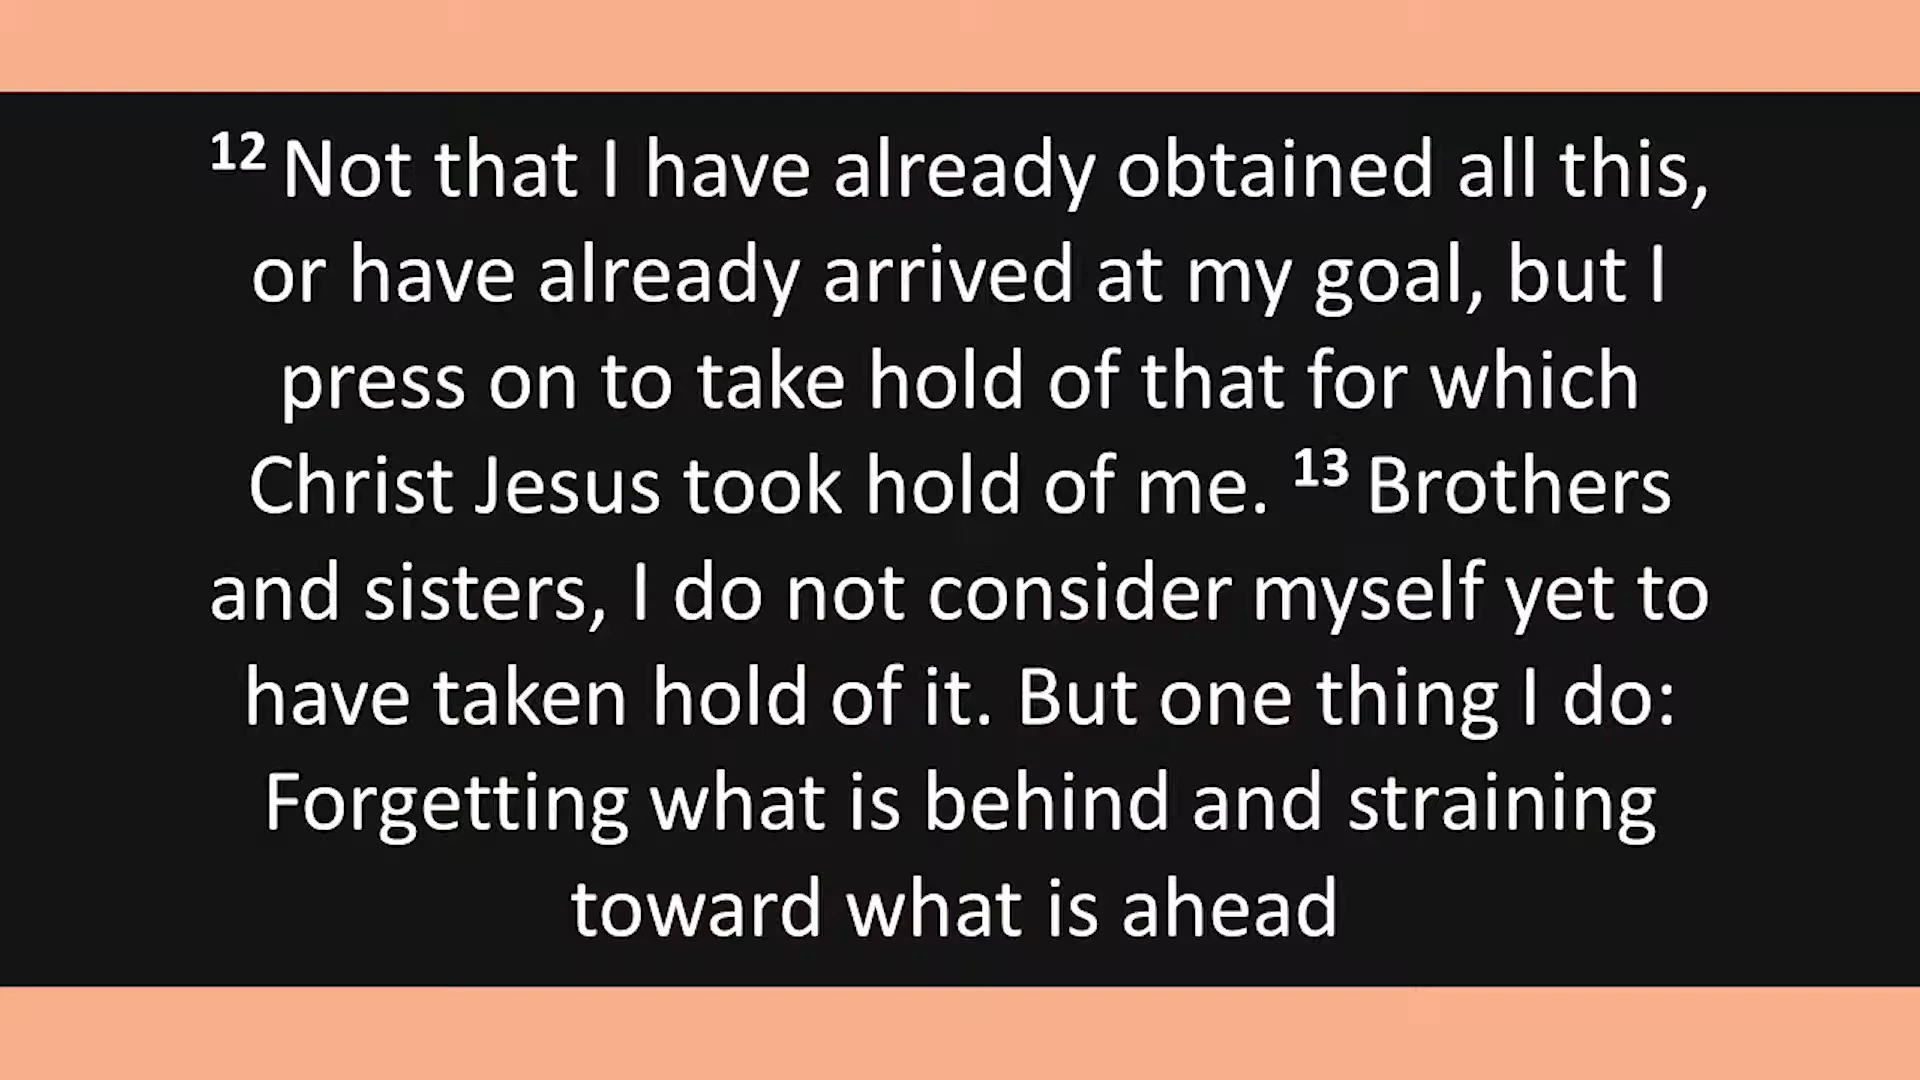 12 Not that I have already obtained all this,
or have already arrived at my goal, but I
press on to take hold of that for which
Christ Jesus took hold of me. 13 Brothers
and sisters, I do not consider myself yet to
have taken hold of it. But one thing I do:
Forgetting what is behind and straining
toward what is ahead